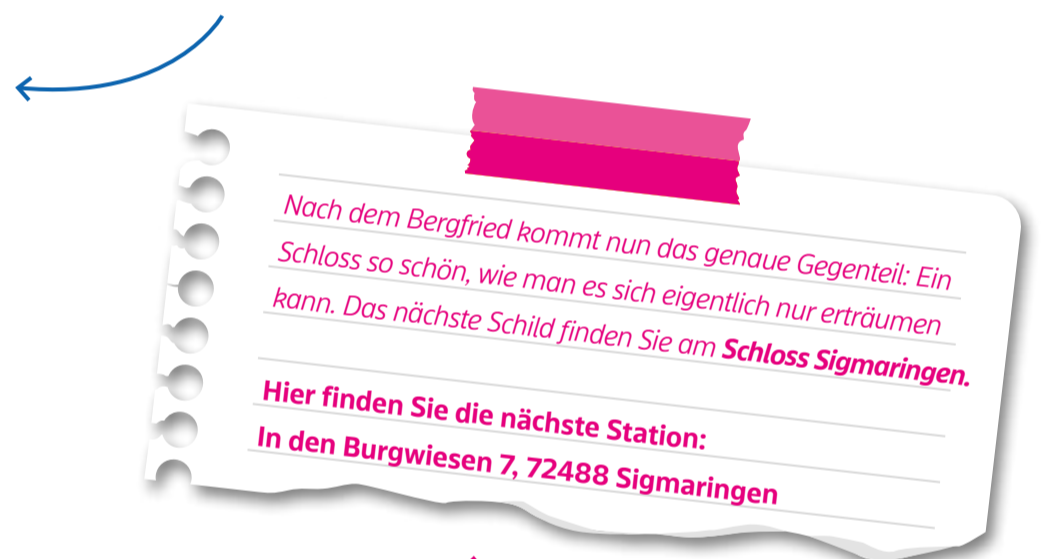 Nach dem Bergfried kommt nun das genaue Gegenteil: Ein
Schloss so schön, wie man es sich eigentlich nur erträumen
kann. Das nächste Schild finden Sie am Schloss Sigmaringen.
Hier finden Sie die nächste Station:
In den Burgwiesen 7, 72488 Sigmaringen